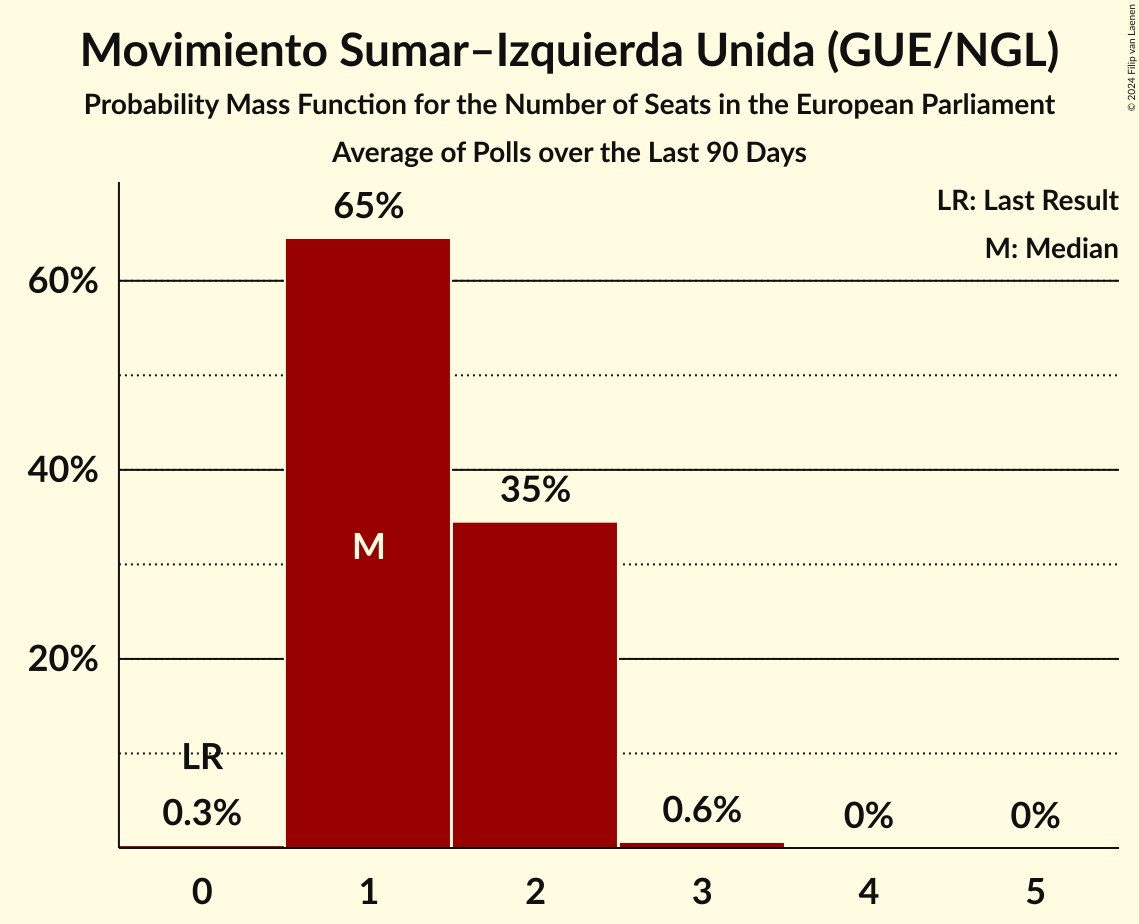 Movimiento Sumar–Izquierda Unida (GUE/NGL)
Probability Mass Function for the Number of Seats in the European Parliament
Average of Polls over the Last 90 Days
© 2024 Filip van Laenen
LR: Last Result
M: Median
65%
60%
40%
35%
M
20%
LR
0.3%
0.6%
0%
0%
0 1 2 3 4 5